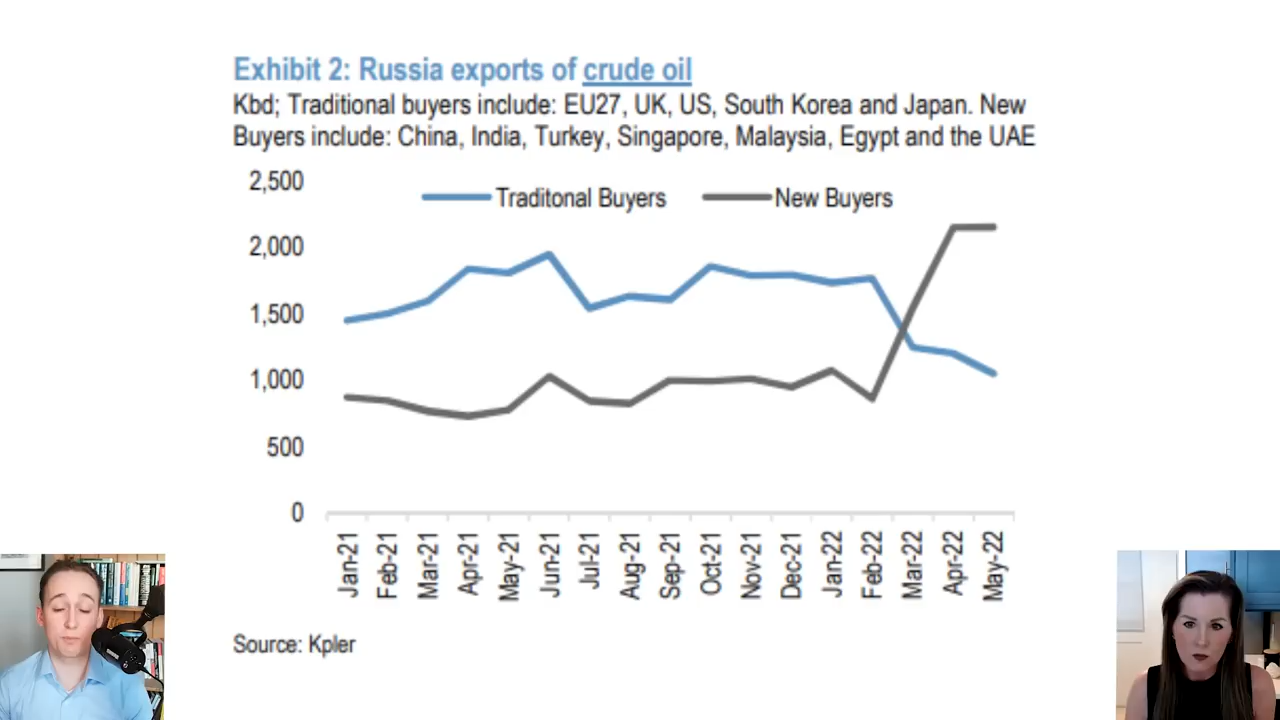 Exhibit 2: Russia exports of crude oil
Kbd; Traditional buyers include: EU27, UK, US, South Korea and Japan. New
Buyers include: China, India, Turkey, Singapore, Malaysia, Egypt and the UAE
2,500
Traditonal Buyers
New Buyers
2,000
1,500
1,000
500
0
Jan-21
Feb-21
Mar-21
Apr-21
May-21
Jun-21
Jul-21
Aug-21
Sep-21
Oct-21
Nov-21
Dec-21
Jan-22
Feb-22
Mar-22
Apr-22
May-22
Source: Kpler